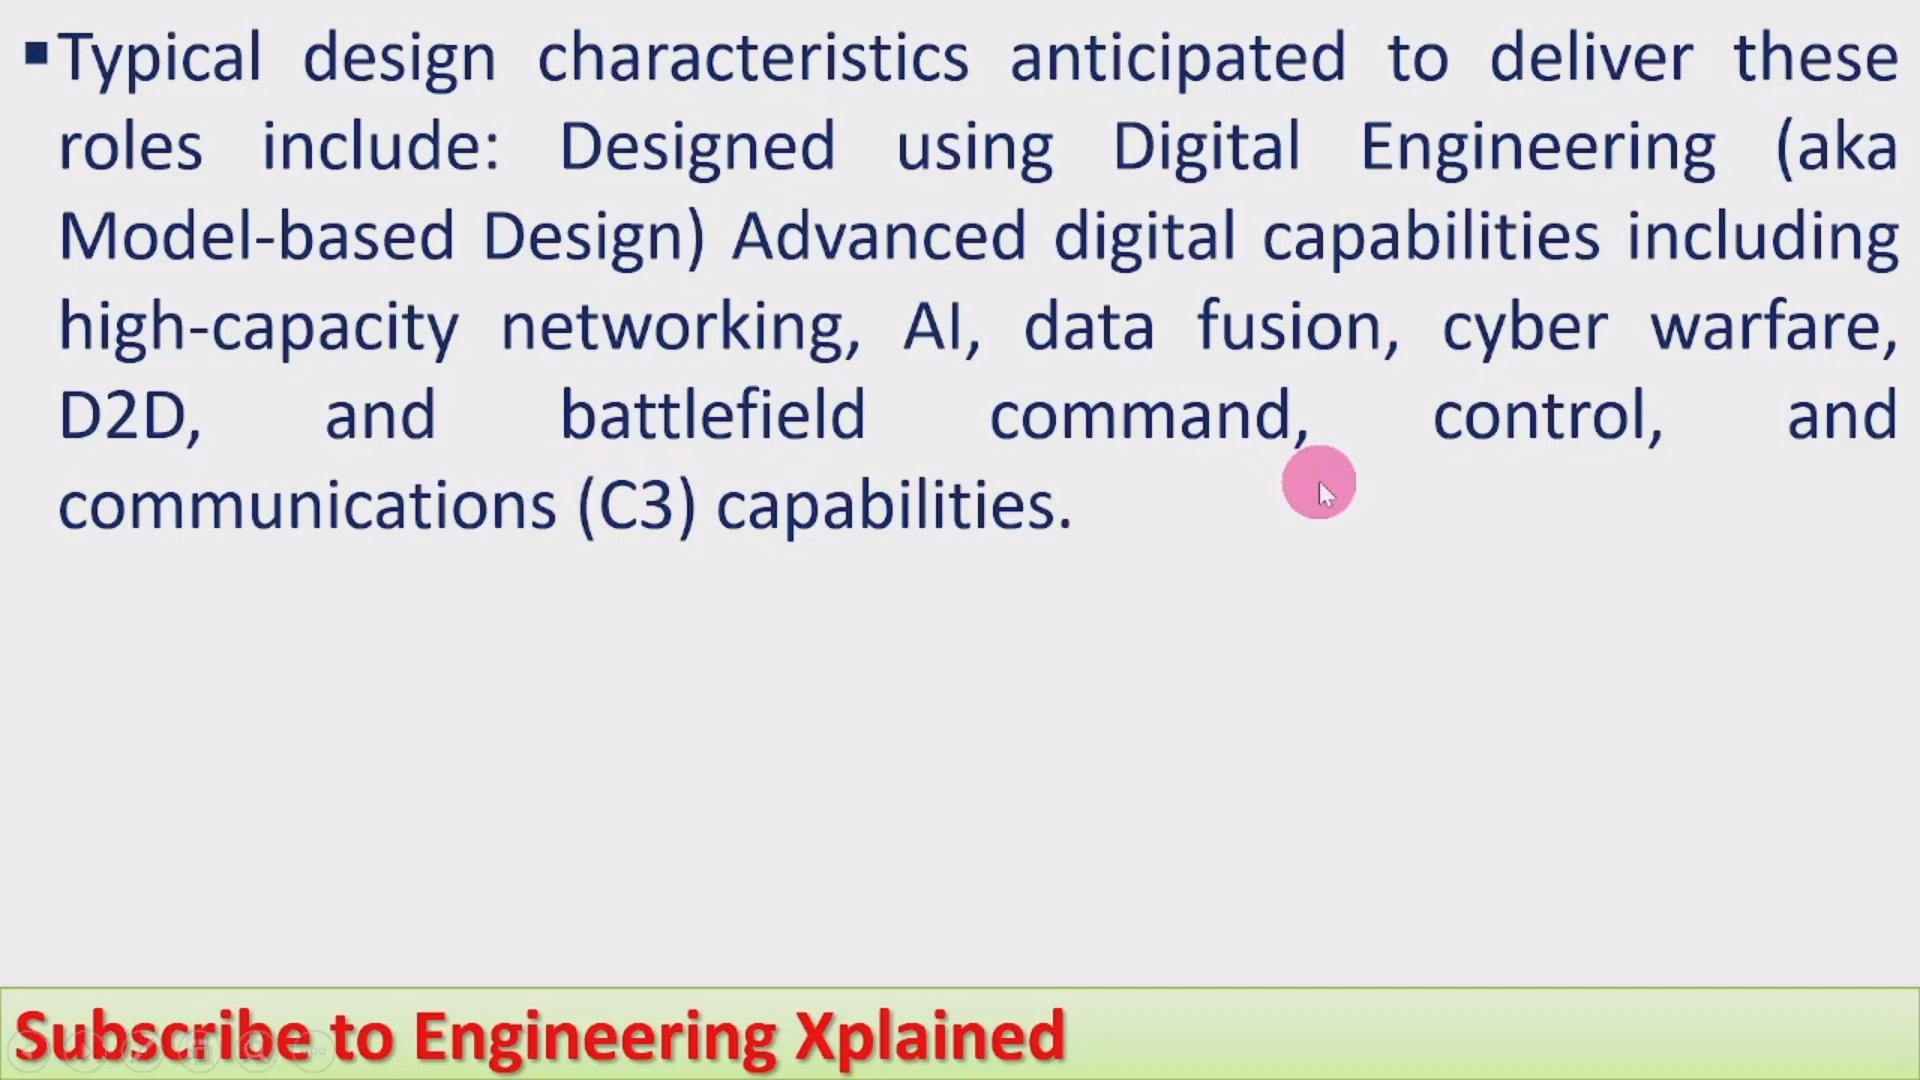 ▪Typical design characteristics anticipated to deliver these
roles include: Designed using Digital Engineering (aka
Model-based Design) Advanced digital capabilities including
high-capacity networking, AI, data fusion, cyber warfare,
D2D, and battlefield command, control, and
communications (C3) capabilities.
Subscribe to Engineering Xplained